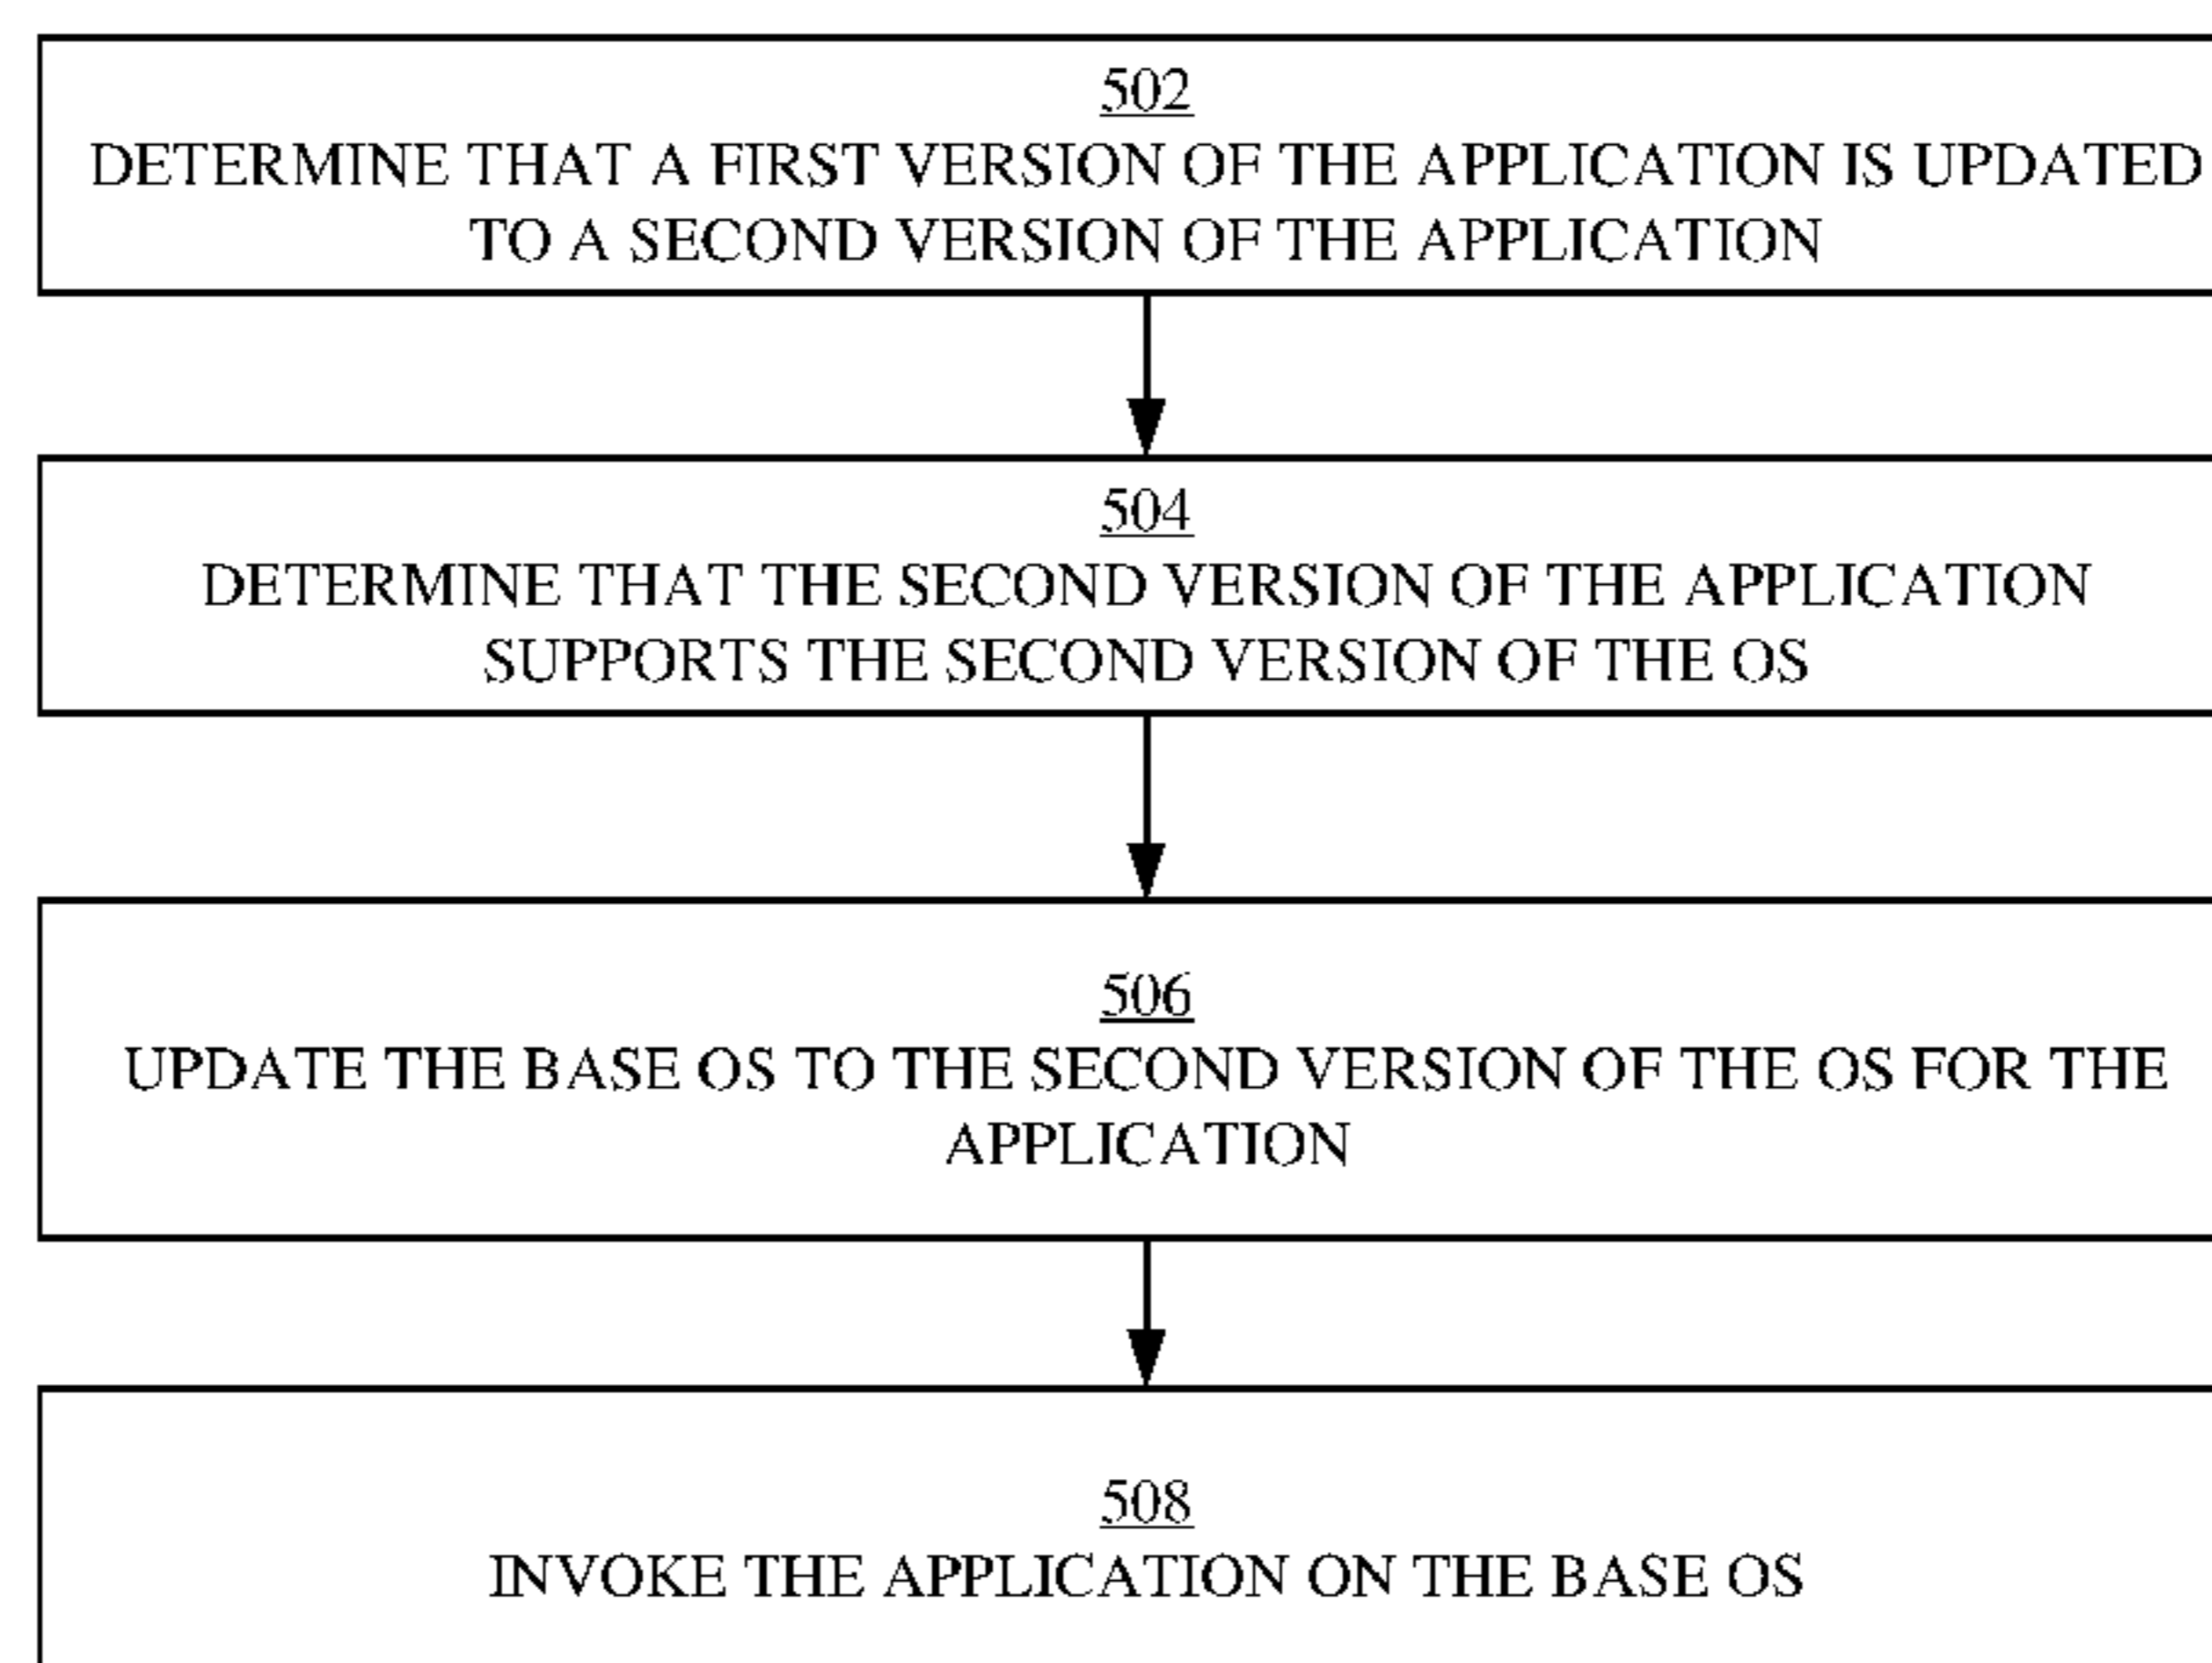 502
DETERMINE THAT A FIRST VERSION OF THE APPLICATION IS UPDATED
TO A SECOND VERSION OF THE APPLICATION
504
DETERMINE THAT THE SECOND VERSION OF THE APPLICATION
SUPPORTS THE SECOND VERSION OF THE OS
506
UPDATE THE BASE OS TO THE SECOND VERSION OF THE OS FOR THE
APPLICATION
508
INVOKE THE APPLICATION ON THE BASE OS